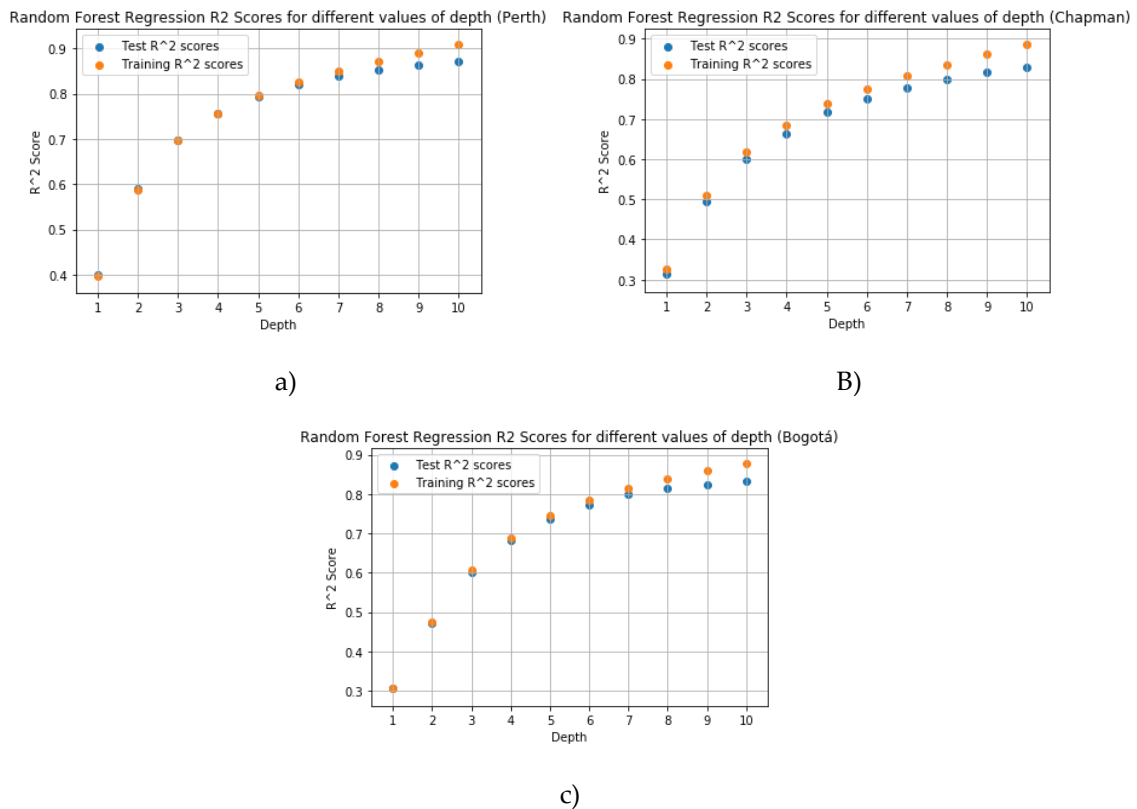 Random Forest Regression R2 Scores for different values of depth (Perth)
Test R^2 scores
Training R^2 scores
R^2 Score
0.9
0.8
0.7
0.6
0.5
0.4
1 2 3 4 5 6 7 8 9 10
Depth
a)
Random Forest Regression R2 Scores for different values of depth (Chapman)
Test R^2 scores
Training R^2 scores
R^2 Score
0.9
0.8
0.7
0.6
0.5
0.4
0.3
1 2 3 4 5 6 7 8 9 10
Depth
B)
Random Forest Regression R2 Scores for different values of depth (Bogotá)
Test R^2 scores
Training R^2 scores
R^2 Score
0.9
0.8
0.7
0.6
0.5
0.4
0.3
1 2 3 4 5 6 7 8 9 10
Depth
c)